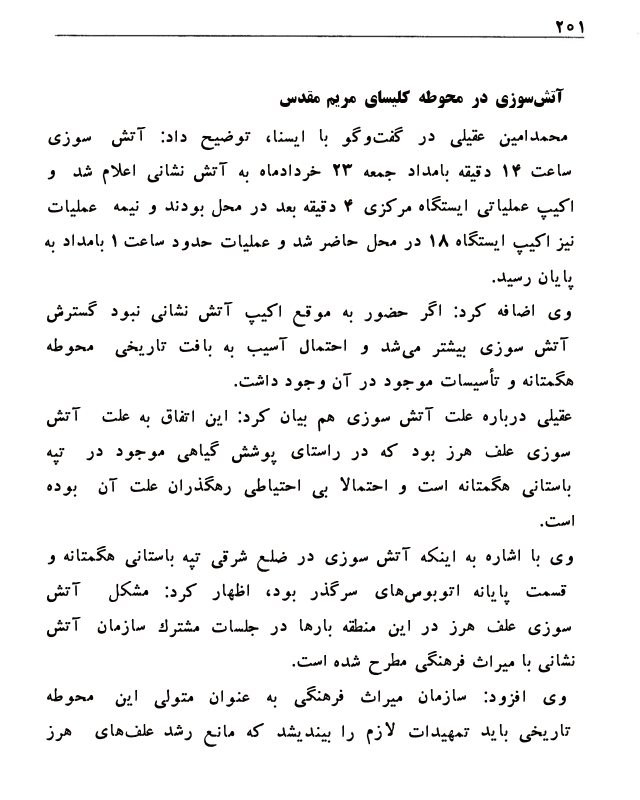 ۲۰۱
آتش‌سوزی در محوطه کلیسای مریم مقدس
محمدامین عقیلی در گفت‌وگو با ایسنا، توضیح داد: آتش سوزی
ساعت ۱۴ دقیقه بامداد جمعه ۲۳ خردادماه به آتش نشانی اعلام شد و
اکیپ عملیاتی ایستگاه مرکزی ۴ دقیقه بعد در محل بودند و نیمه عملیات
نیز اکیپ ایستگاه ۱۸ در محل حاضر شد و عملیات حدود ساعت ۱ بامداد به
پایان رسید.
وی اضافه کرد: اگر حضور به موقع اکیپ آتش نشانی نبود گسترش
آتش سوزی بیشتر می‌شد و احتمال آسیب به بافت تاریخی محوطه
هگمتانه و تأسیسات موجود در آن وجود داشت.
عقیلی درباره علت آتش سوزی هم بیان کرد: این اتفاق به علت آتش
سوزی علف هرز بود که در راستای پوشش گیاهی موجود در تپه
باستانی هگمتانه است و احتمالا بی احتیاطی رهگذران علت آن بوده
است.
وی با اشاره به اینکه آتش سوزی در ضلع شرقی تپه باستانی هگمتانه و
قسمت پایانه اتوبوس‌های سرگذر بود، اظهار کرد: مشکل آتش
سوزی علف هرز در این منطقه بارها در جلسات مشترك سازمان آتش
نشانی با میراث فرهنگی مطرح شده است.
وی افزود: سازمان میراث فرهنگی به عنوان متولی این محوطه
تاریخی باید تمهیدات لازم را بیندیشد که مانع رشد علف‌های هرز